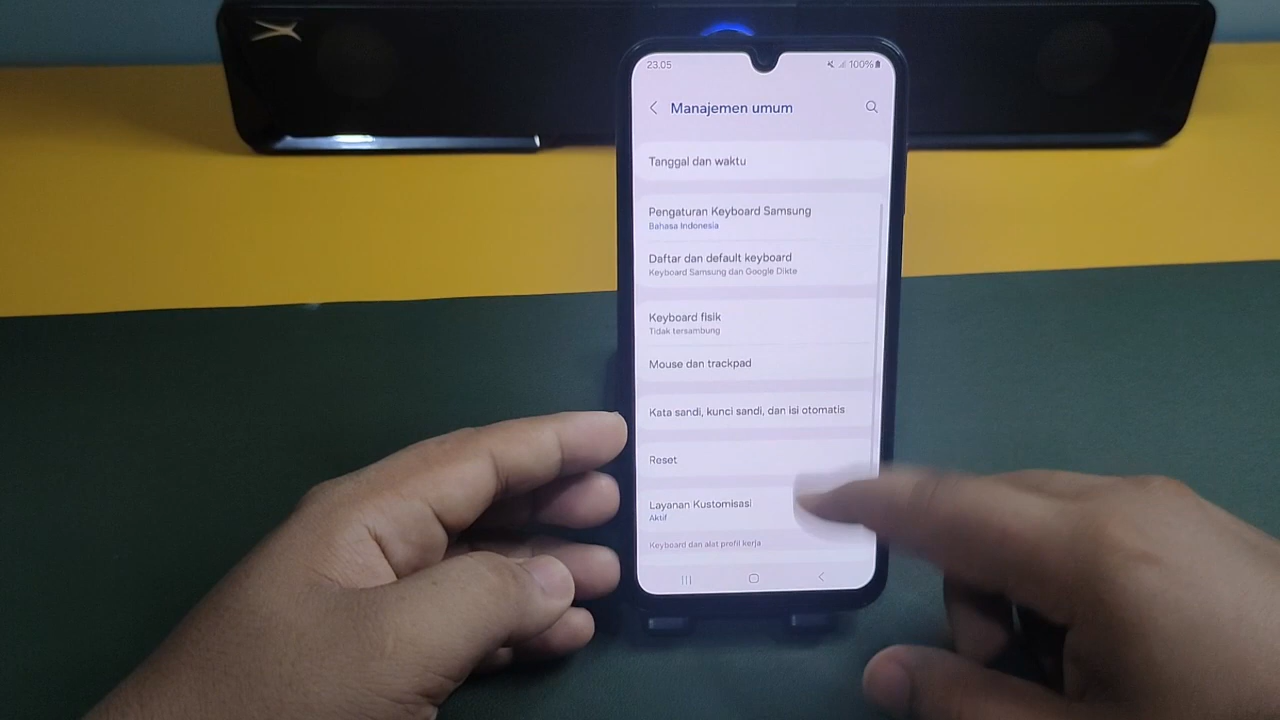 23.05
100%
Manajemen umum
Tanggal dan waktu
Pengaturan Keyboard Samsung
Bahasa Indonesia
Daftar dan default keyboard
Keyboard Samsung dan Google Dikte
Keyboard fisik
Tidak tersambung
Mouse dan trackpad
Kata sandi, kunci sandi, dan isi otomatis
Reset
Layanan Kustomisasi
Aktif
Keyboard dan alat profil kerja